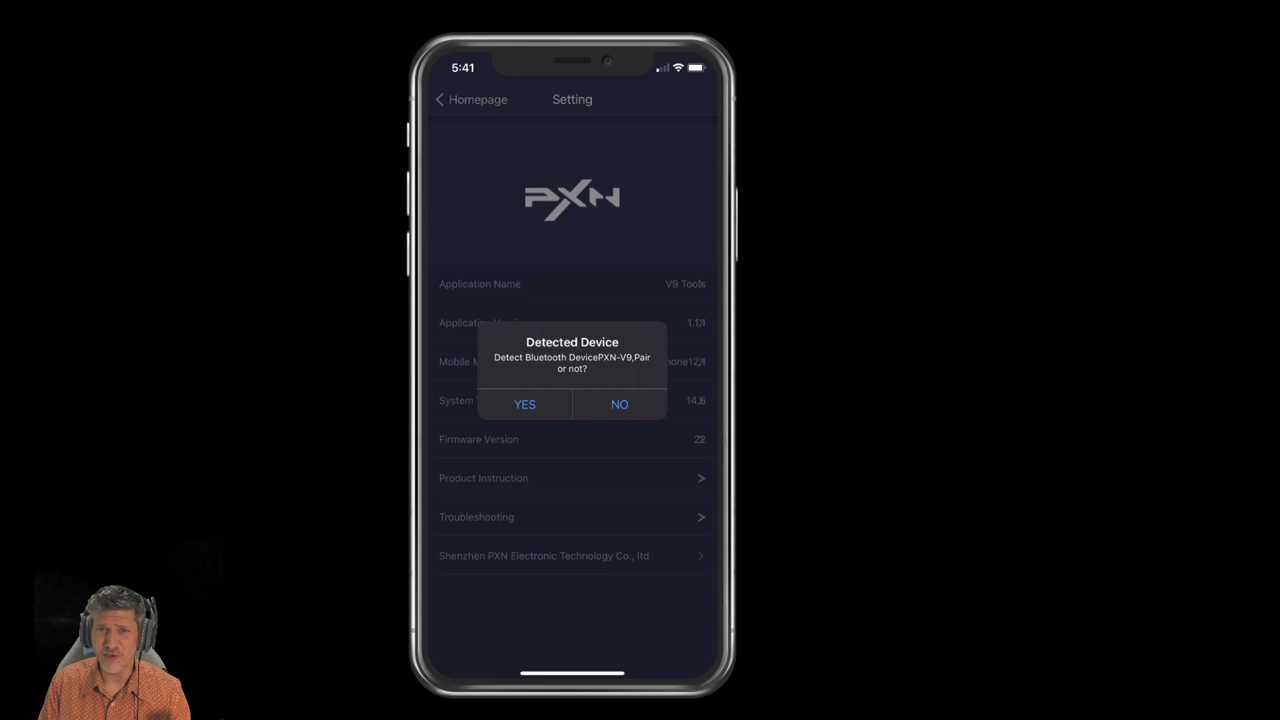 5:41
Homepage
Setting
PXN
Application Name
V9 Tools
Detected Device
Detect Bluetooth DevicePXN-V9,Pair
or not?
System
YES
NO
Firmware Version
22
Product Instruction
Troubleshooting
Shenzhen PXN Electronic Technology Co., ltd